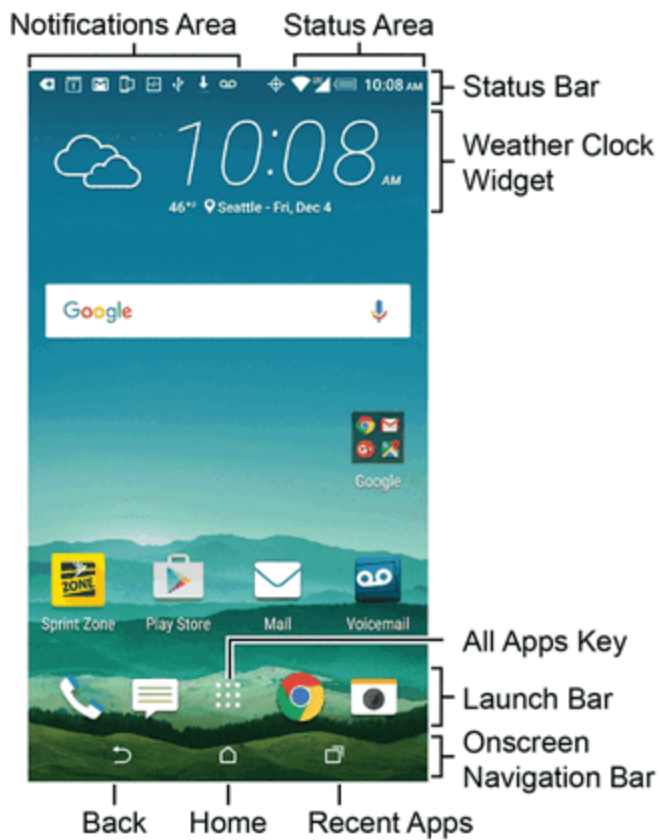 Notifications Area
Status Area
10:08 AM
Status Bar
10:08 AM
Weather Clock
Widget
46°F Seattle - Fri, Dec 4
Google
Google
ZONE
Sprint Zone
Play Store
Mail
Voicemail
All Apps Key
Launch Bar
Onscreen
Navigation Bar
Back
Home
Recent Apps